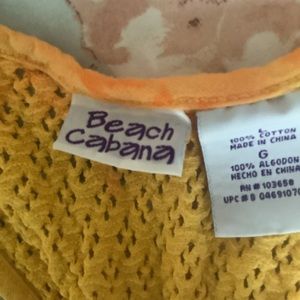 Beach
Cabana
L
100% COTTON
MADE IN CHINA
G
100% ALGODON
HECHO EN CHINA
RN # 103650